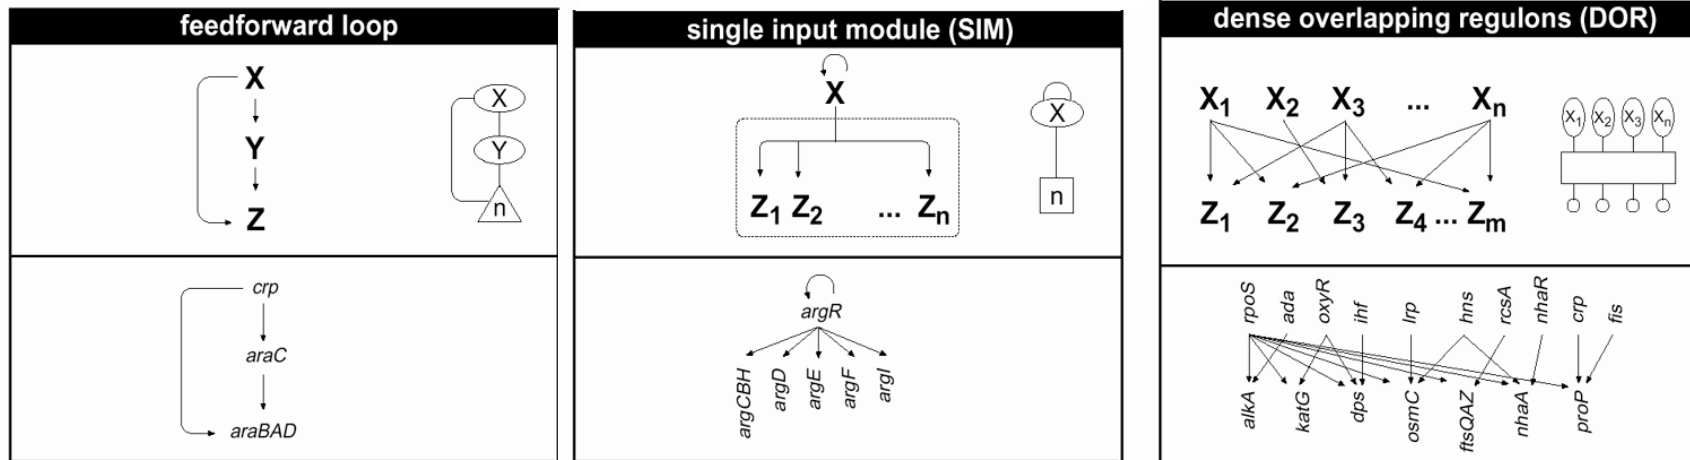 feedforward loop
X
Y
Z
X
Y
n
crp
araC
araBAD
single input module (SIM)
X
Z1 Z2 ... Zn
X
n
argR
argCBH argD argE argF argI
dense overlapping regulons (DOR)
X1 X2 X3 ... Xn
Z1 Z2 Z3 Z4 ... Zm
X1 X2 X3 Xn
rpoS ada oxyR ihf lrp hns rcsA nhaR crp fis
alkA katG dps osmC ftsQAZ nhaA proP